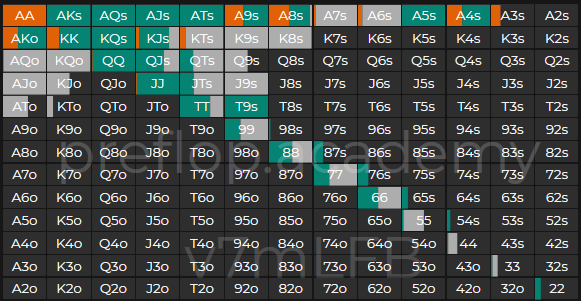 AA AKs AQs AJs ATs A9s A8s A7s A6s A5s A4s A3s A2s
AKo KK KQs KJs KTs K9s K8s K7s K6s K5s K4s K3s K2s
AQo KQo QQ QJs QTs Q9s Q8s Q7s Q6s Q5s Q4s Q3s Q2s
AJo KJo QJo JJ JTs J9s J8s J7s J6s J5s J4s J3s J2s
ATo KTo QTo JTo TT T9s T8s T7s T6s T5s T4s T3s T2s
A9o K9o Q9o J9o T9o 99 98s 97s 96s 95s 94s 93s 92s
A8o K8o Q8o J8o T8o 98o 88 87s 86s 85s 84s 83s 82s
preflop.academy
A7o K7o Q7o J7o T7o 97o 87o 77 76s 75s 74s 73s 72s
A6o K6o Q6o J6o T6o 96o 86o 76o 66 65s 64s 63s 62s
A5o K5o Q5o J5o T5o 95o 85o 75o 65o 55 54s 53s 52s
A4o K4o Q4o J4o T4o 94o 84o 74o 64o 54o 44 43s 42s
v7mLFB
A3o K3o Q3o J3o T3o 93o 83o 73o 63o 53o 43o 33 32s
A2o K2o Q2o J2o T2o 92o 82o 72o 62o 52o 42o 32o 22